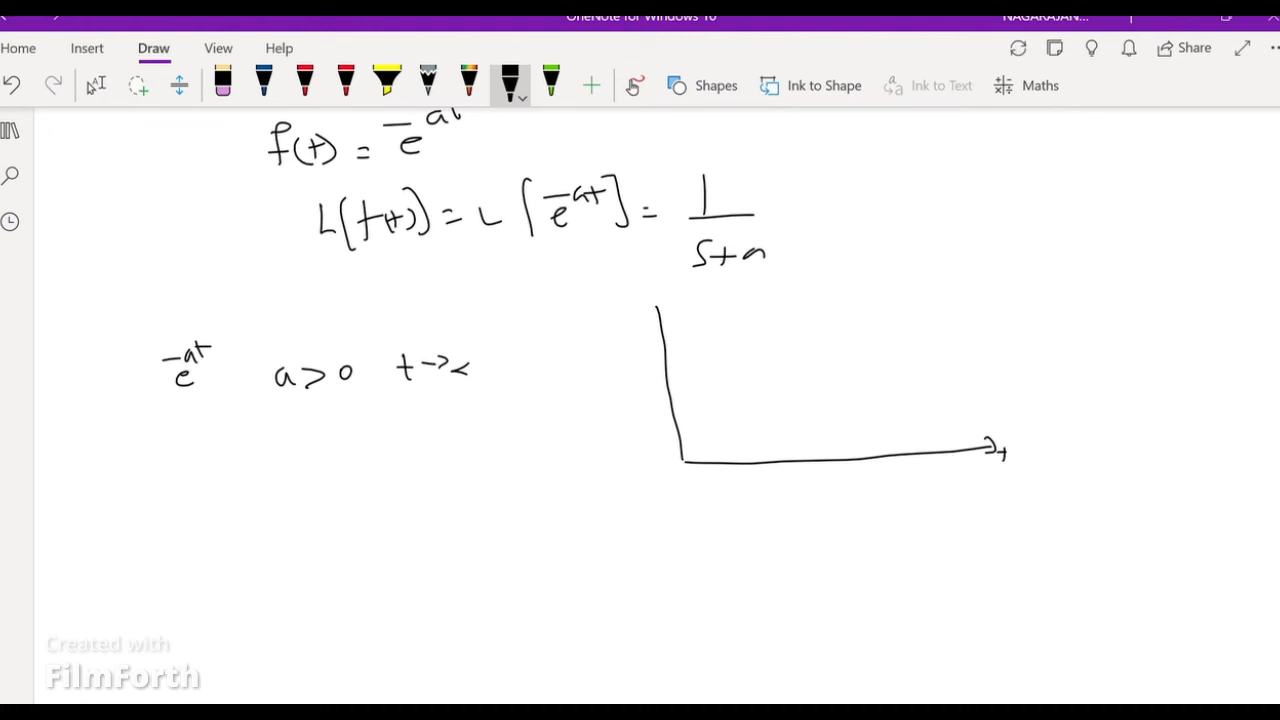 OneNote for Windows 10 NAGARAJAN...
Home Insert Draw View Help Share
Shapes Ink to Shape Ink to Text Maths
f(t) = e^-at
L(f(t)) = L[e^-at] = 1/(s+a)
e^-at a>0 t->
t
Created with
FilmForth